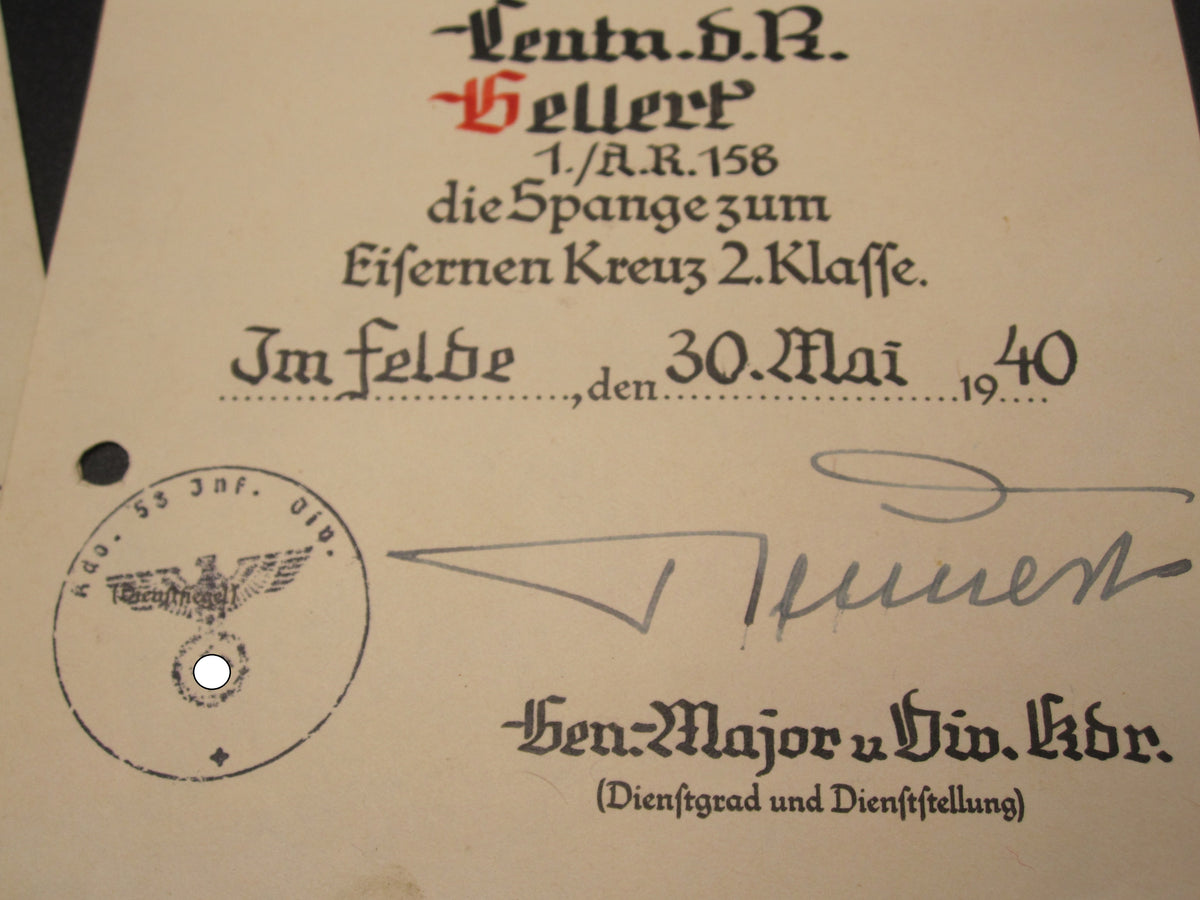 Leutn.d.R.
Gellert
1./A.R.158
die Spange zum
Eiſernen Kreuz 2.Klaſſe.
Im Felde, den 30.Mai 1940
Kdo. 53 Inf. Div.
(Dienſtſiegel)
Gen.-Major u Div. Kdr.
(Dienſtgrad und Dienſtſtellung)